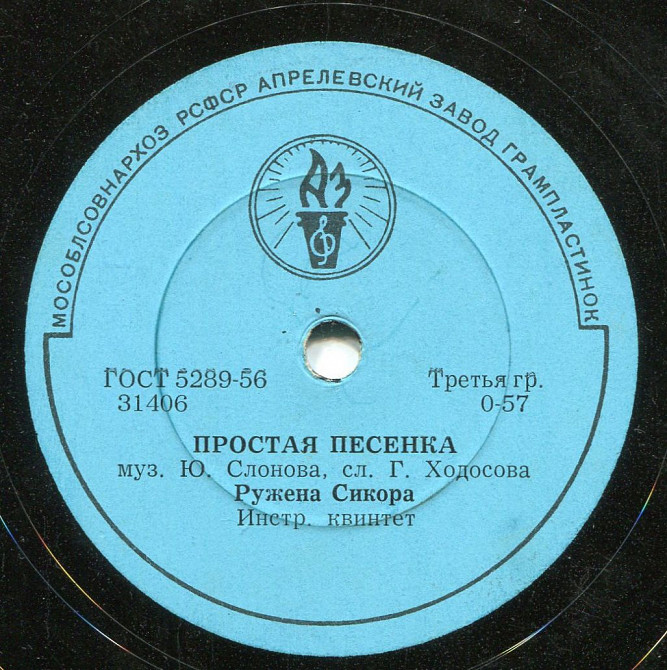 МОСОБЛСОВНАРХОЗ РСФСР АПРЕЛЕВСКИЙ ЗАВОД ГРАМПЛАСТИНОК
АЗ
ГОСТ 5289-56 Третья гр.
31406 0-57
ПРОСТАЯ ПЕСЕНКА
муз. Ю. Слонова, сл. Г. Ходосова
Ружена Сикора
Инстр. квинтет